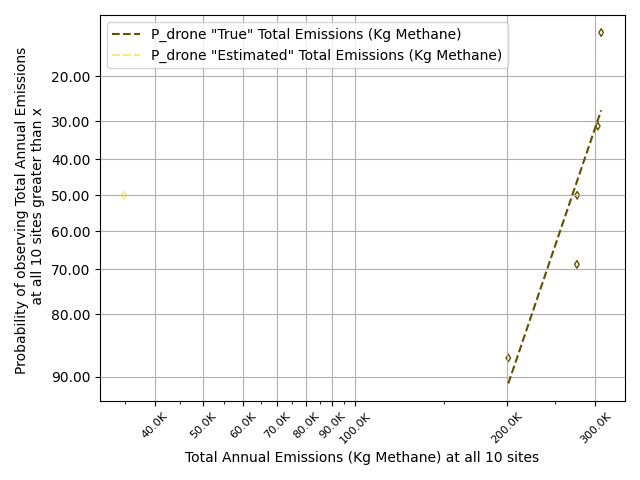 P_drone "True" Total Emissions (Kg Methane)
P_drone "Estimated" Total Emissions (Kg Methane)
Probability of observing Total Annual Emissions
at all 10 sites greater than x
20.00
30.00
40.00
50.00
60.00
70.00
80.00
90.00
40.0K
50.0K
60.0K
70.0K
80.0K
90.0K
100.0K
200.0K
300.0K
Total Annual Emissions (Kg Methane) at all 10 sites